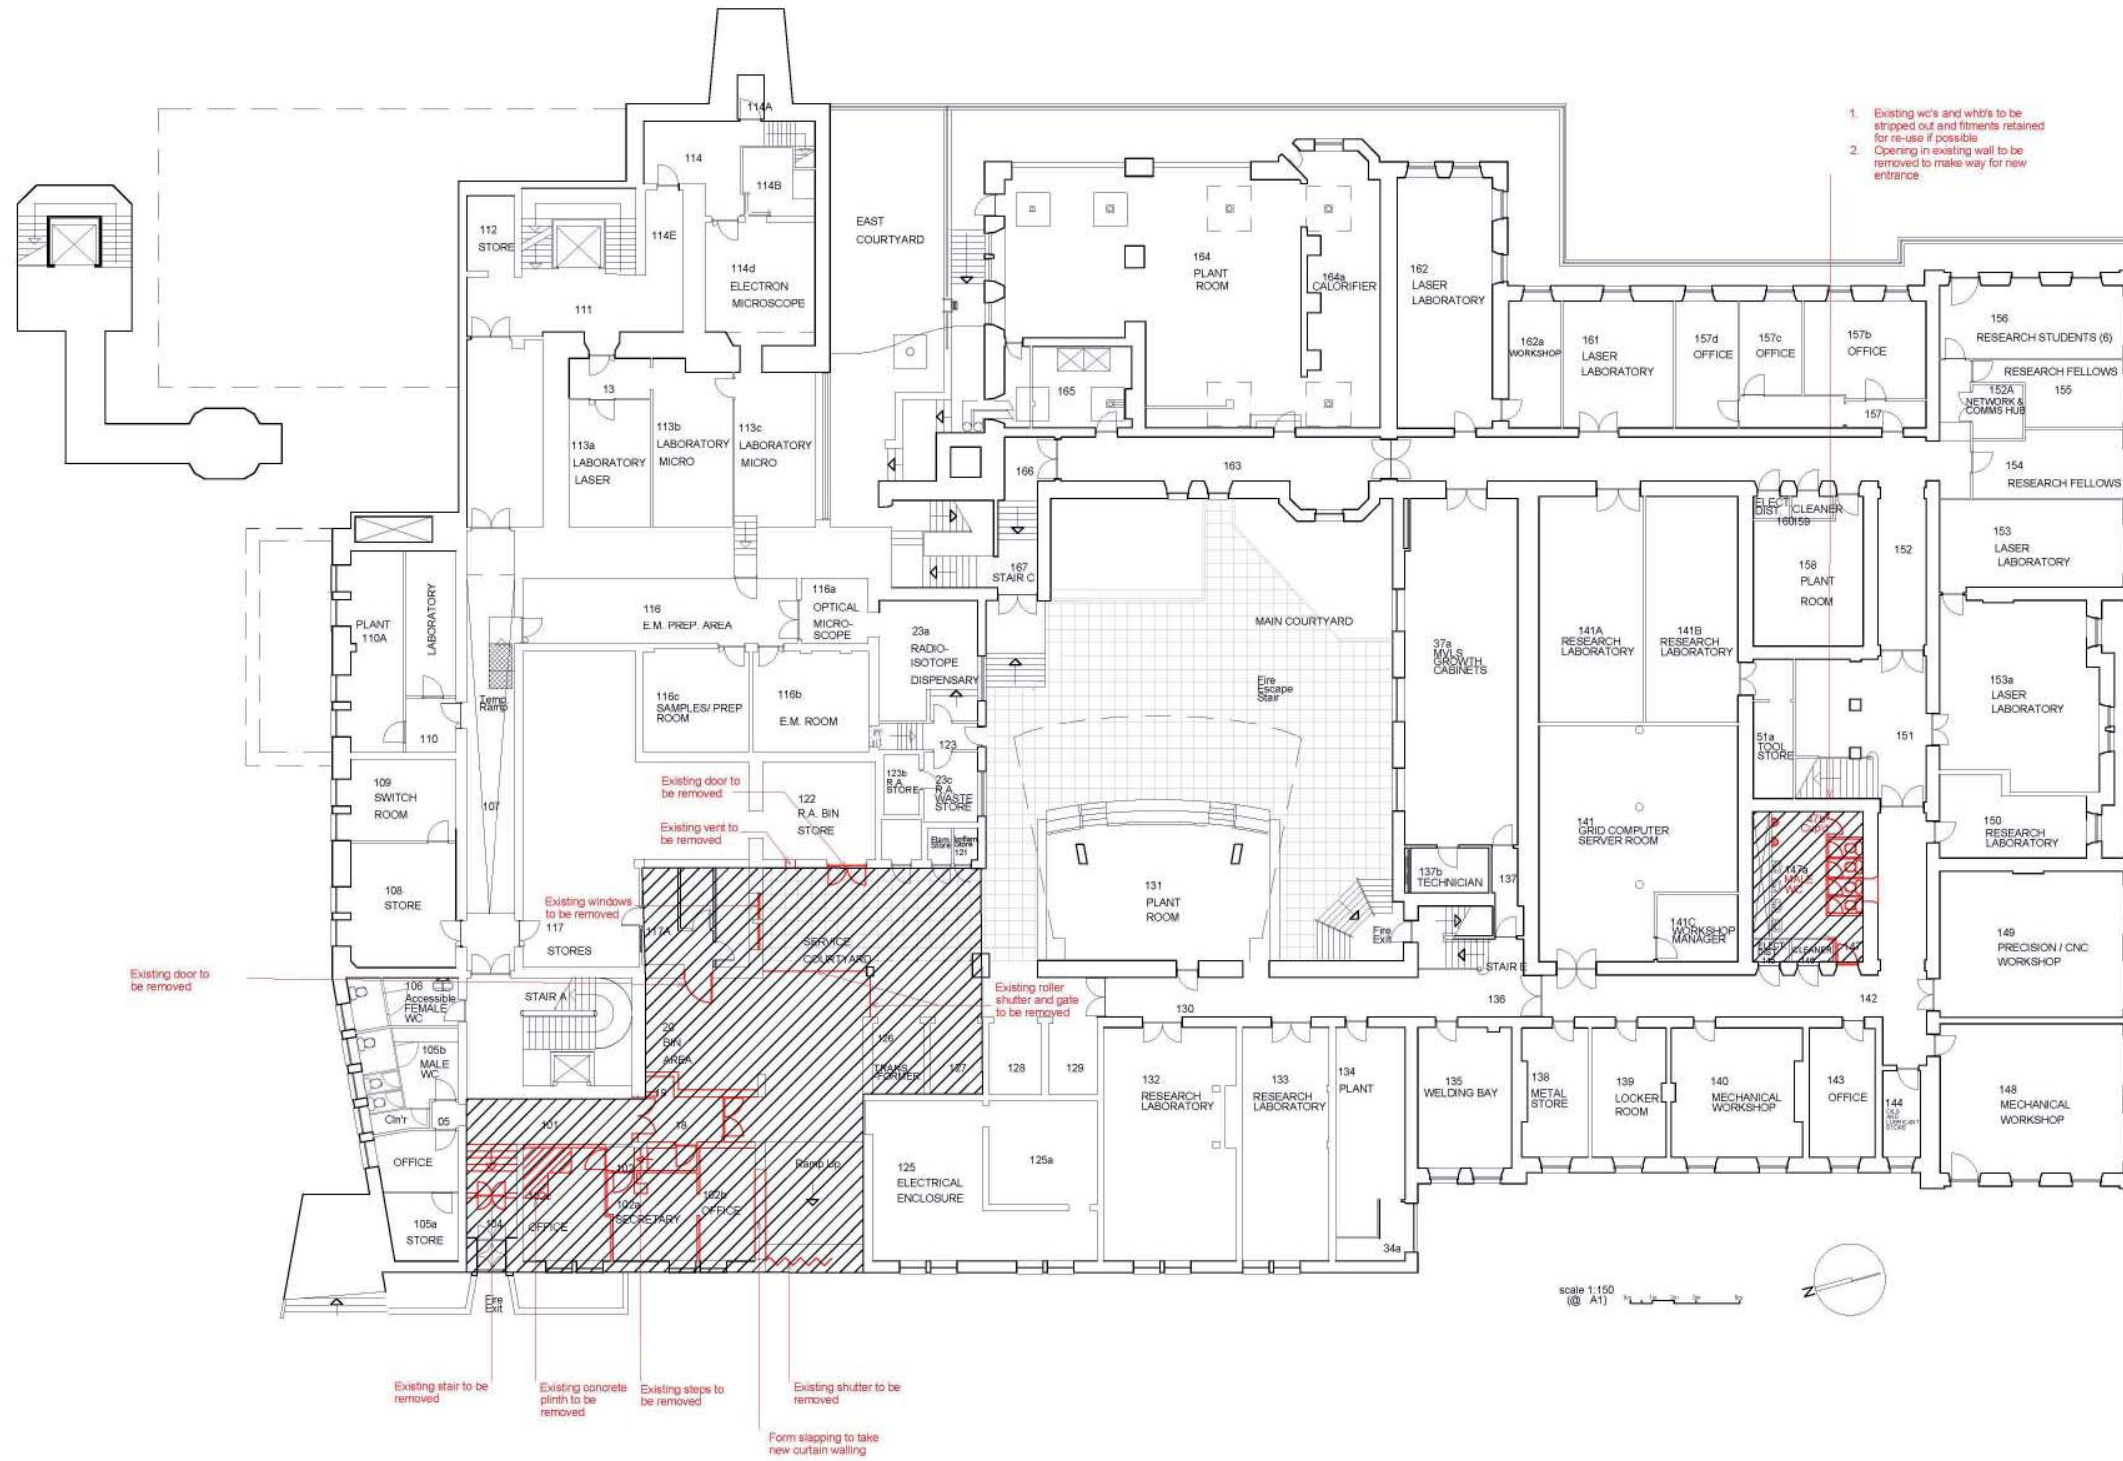 1. Existing wc's and whb's to be
stripped out and fitments retained
for re-use if possible
2. Opening in existing wall to be
removed to make way for new
entrance
114A
114
114B
112
STORE
114E
114d
ELECTRON
MICROSCOPE
111
EAST
COURTYARD
164
PLANT
ROOM
164a
CALORIFIER
162
LASER
LABORATORY
162a
WORKSHOP
161
LASER
LABORATORY
157d
OFFICE
157c
OFFICE
157b
OFFICE
157
156
RESEARCH STUDENTS (6)
RESEARCH FELLOWS
155
152A
NETWORK &
COMMS HUB
154
RESEARCH FELLOWS
13
113a
LABORATORY
LASER
113b
LABORATORY
MICRO
113c
LABORATORY
MICRO
165
166
163
167
STAIR C
ELECT
DIST.
160
CLEANER
159
158
PLANT
ROOM
152
153
LASER
LABORATORY
153a
LASER
LABORATORY
PLANT
110A
LABORATORY
110
116
E.M. PREP. AREA
116a
OPTICAL
MICRO-
SCOPE
23a
RADIO-
ISOTOPE
DISPENSARY
116c
SAMPLES/ PREP
ROOM
116b
E.M. ROOM
Temp
Ramp
107
MAIN COURTYARD
Fire
Escape
Stair
37a
MVLS
GROWTH
CABINETS
141A
RESEARCH
LABORATORY
141B
RESEARCH
LABORATORY
51a
TOOL
STORE
151
123
123b
R.A.
STORE
23c
R.A.
WASTE
STORE
121
122
R.A. BIN
STORE
109
SWITCH
ROOM
108
STORE
117
STORES
117A
Existing door to
be removed
Existing vent to
be removed
Existing windows
to be removed
Existing door to
be removed
SERVICE
COURTYARD
Existing roller
shutter and gate
to be removed
131
PLANT
ROOM
137b
TECHNICIAN
137
Fire
Exit
STAIR E
136
141
GRID COMPUTER
SERVER ROOM
141C
WORKSHOP
MANAGER
147a
MALE
WC
CLEANER
150
RESEARCH
LABORATORY
149
PRECISION / CNC
WORKSHOP
142
106
Accessible
FEMALE
WC
105b
MALE
WC
Cln'r
05
OFFICE
105a
STORE
STAIR A
20
BIN
AREA
19
18
101
126
TRANS
FORMER
127
128
129
130
125
ELECTRICAL
ENCLOSURE
125a
132
RESEARCH
LABORATORY
133
RESEARCH
LABORATORY
134
PLANT
34a
135
WELDING BAY
138
METAL
STORE
139
LOCKER
ROOM
140
MECHANICAL
WORKSHOP
143
OFFICE
144
148
MECHANICAL
WORKSHOP
104
102c
OFFICE
102
102a
SECRETARY
102b
OFFICE
Ramp Up
Fire
Exit
scale 1:150
(@ A1)
N
Existing stair to be
removed
Existing concrete
plinth to be
removed
Existing steps to
be removed
Existing shutter to be
removed
Form slapping to take
new curtain walling